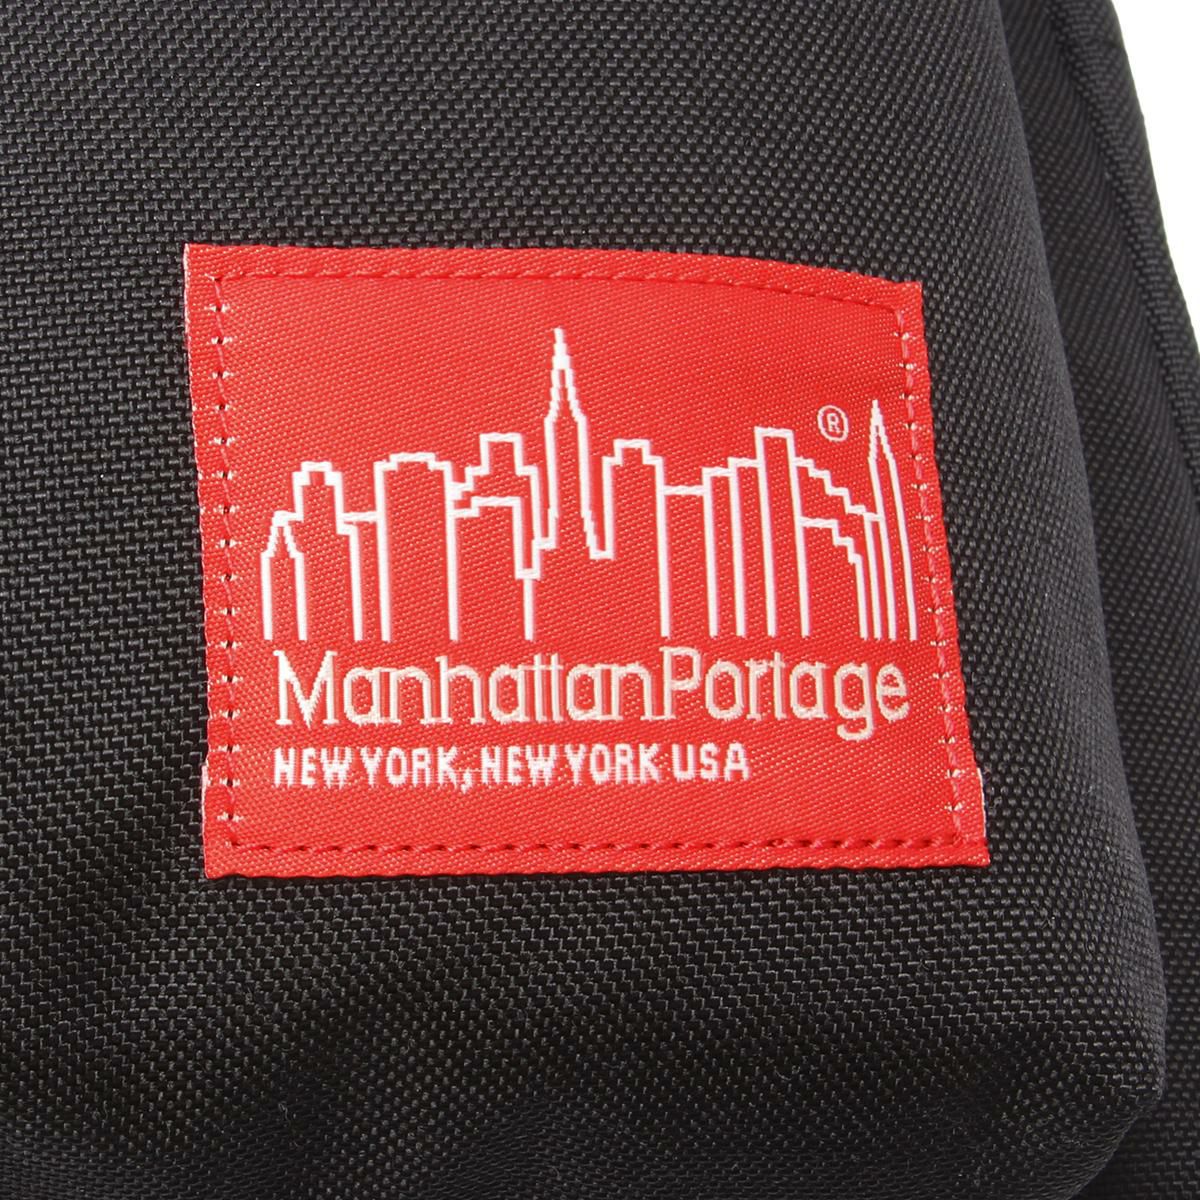 ®
ManhattanPortage
NEW YORK, NEW YORK USA